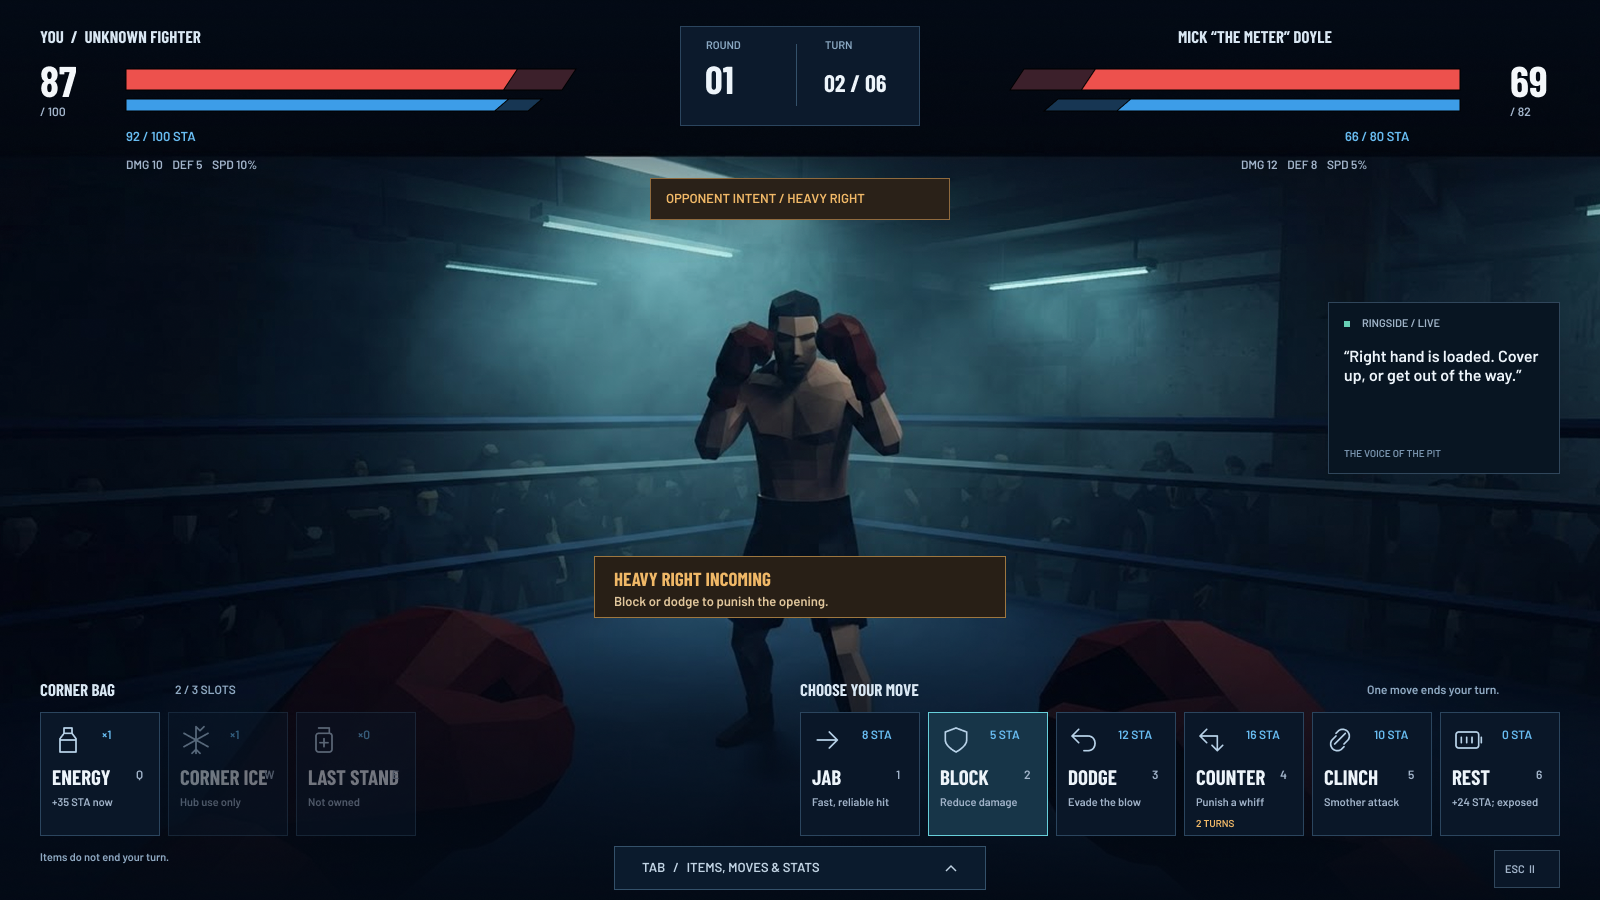 YOU / UNKNOWN FIGHTER
87
/ 100
92 / 100 STA
DMG 10 DEF 5 SPD 10%
ROUND
01
TURN
02 / 06
MICK “THE METER” DOYLE
69
/ 82
66 / 80 STA
DMG 12 DEF 8 SPD 5%
OPPONENT INTENT / HEAVY RIGHT
RINGSIDE / LIVE
“Right hand is loaded. Cover
up, or get out of the way.”
THE VOICE OF THE PIT
HEAVY RIGHT INCOMING
Block or dodge to punish the opening.
CORNER BAG
2 / 3 SLOTS
×1
ENERGY Q
+35 STA now
×1
CORNER ICE W
Hub use only
×0
LAST STAND
Not owned
Items do not end your turn.
CHOOSE YOUR MOVE
One move ends your turn.
8 STA
JAB 1
Fast, reliable hit
5 STA
BLOCK 2
Reduce damage
12 STA
DODGE 3
Evade the blow
16 STA
COUNTER 4
Punish a whiff
2 TURNS
10 STA
CLINCH 5
Smother attack
0 STA
REST 6
+24 STA; exposed
TAB / ITEMS, MOVES & STATS
ESC II